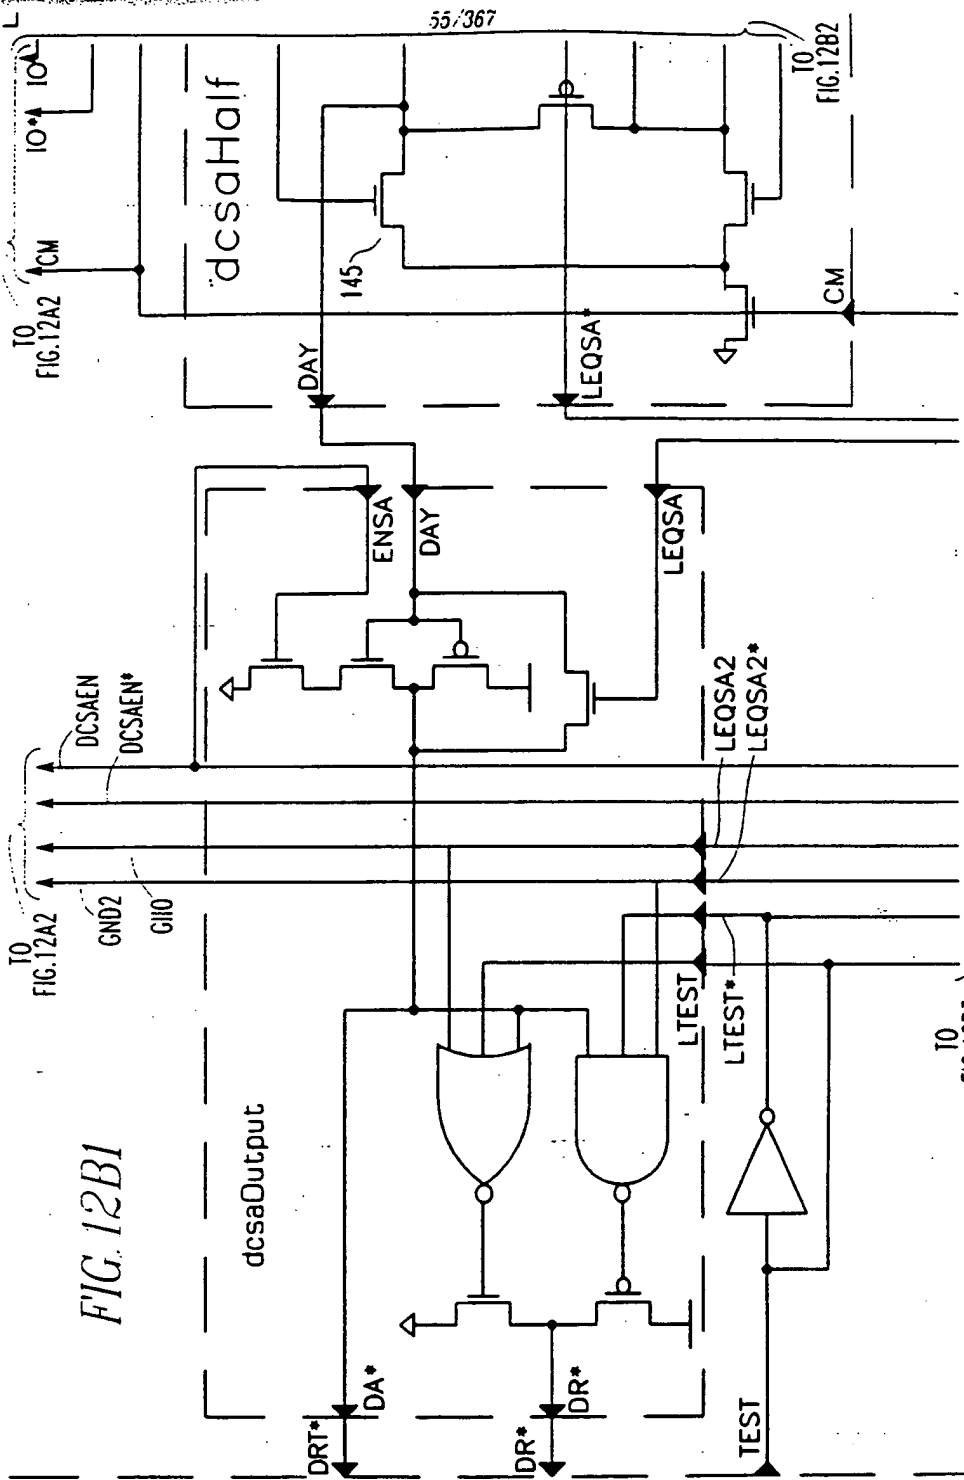 55/367
TO
FIG.12A2
IO
IO*
CM
dcsaHalf
145
DAY
LEQSA*
CM
TO
FIG.12B2
TO
FIG.12A2
DCSAEN
DCSAEN*
GIIO
GND2
ENSA
DAY
LEQSA
LEQSA2
LEQSA2*
LTEST
LTEST*
TO
dcsaOutput
DA*
DRT*
DR*
DR*
TEST
FIG. 12B1